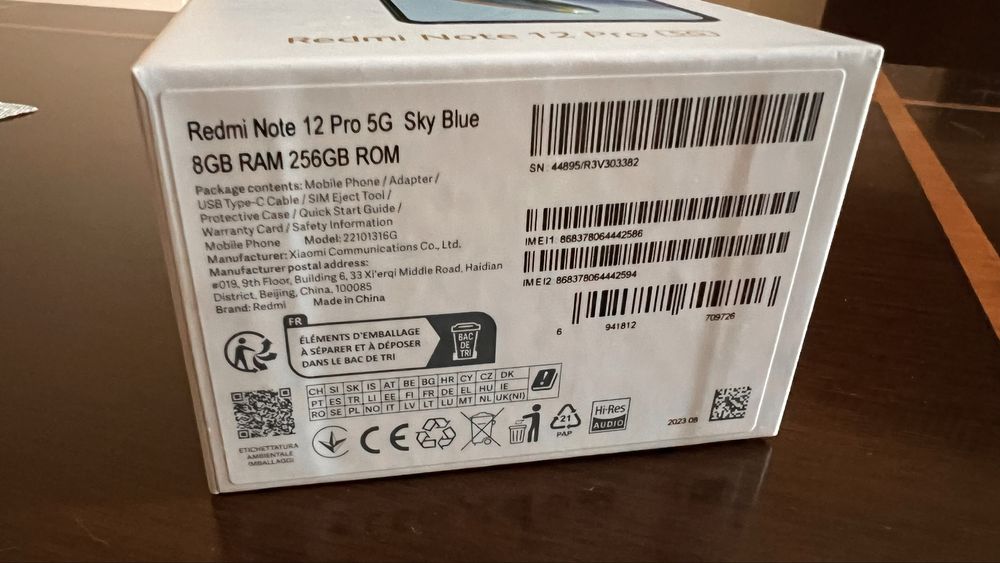 Redmi Note 12 Pro (5G)
Redmi Note 12 Pro 5G Sky Blue
8GB RAM 256GB ROM
Package contents: Mobile Phone / Adapter /
USB Type-C Cable / SIM Eject Tool /
Protective Case / Quick Start Guide /
Warranty Card / Safety Information
Mobile Phone Model: 22101316G
Manufacturer: Xiaomi Communications Co., Ltd.
Manufacturer postal address:
#019, 9th Floor, Building 6, 33 Xi'erqi Middle Road, Haidian
District, Beijing, China, 100085
Brand: Redmi Made in China
SN: 44895/R3V303382
IMEI1: 868378064442586
IMEI2: 868378064442594
6 941812 709726
FR
ÉLÉMENTS D'EMBALLAGE
À SÉPARER ET À DÉPOSER
DANS LE BAC DE TRI
BAC
DE
TRI
CH SI SK IS AT BE BG HR CY CZ DK
PT ES TR LI EE FI FR DE EL HU IE
RO SE PL NO IT LV LT LU MT NL UK(NI)
ETICHETTATURA
AMBIENTALE
IMBALLAGGI
CE
21
PAP
Hi-Res
AUDIO
2023 08